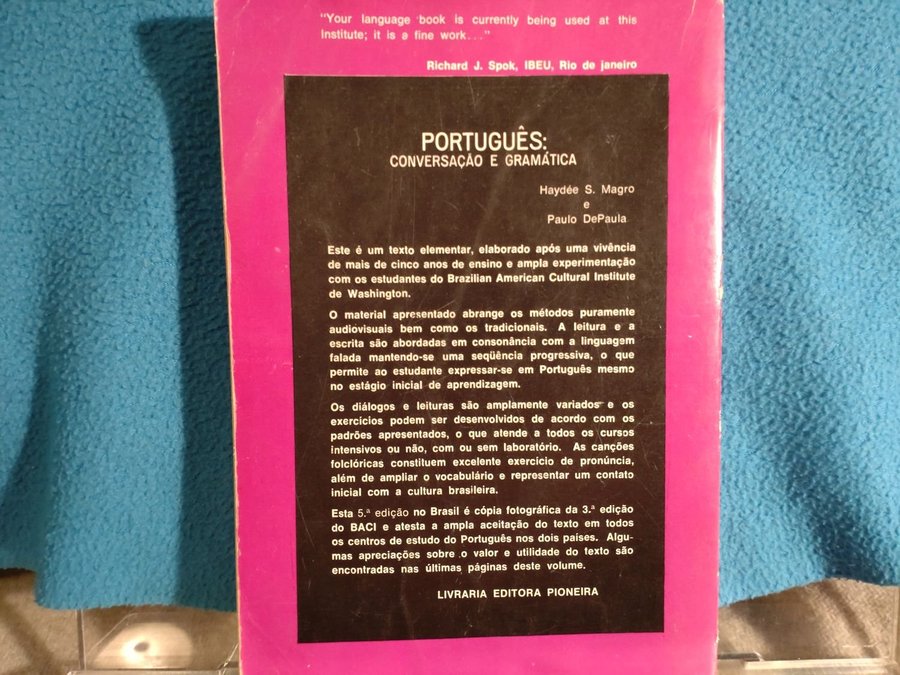 "Your language book is currently being used at this
Institute; it is a fine work..."
Richard J. Spok, IBEU, Rio de janeiro
PORTUGUÊS:
CONVERSAÇÃO E GRAMÁTICA
Haydée S. Magro
e
Paulo DePaula
Este é um texto elementar, elaborado após uma vivência
de mais de cinco anos de ensino e ampla experimentação
com os estudantes do Brazilian American Cultural Institute
de Washington.
O material apresentado abrange os métodos puramente
audiovisuais bem como os tradicionais. A leitura e a
escrita são abordadas em consonância com a linguagem
falada mantendo-se uma seqüência progressiva, o que
permite ao estudante expressar-se em Português mesmo
no estágio inicial de aprendizagem.
Os diálogos e leituras são amplamente variados e os
exercícios podem ser desenvolvidos de acordo com os
padrões apresentados, o que atende a todos os cursos
intensivos ou não, com ou sem laboratório. As canções
folclóricas constituem excelente exercício de pronúncia,
além de ampliar o vocabulário e representar um contato
inicial com a cultura brasileira.
Esta 5.ª edição no Brasil é cópia fotográfica da 3.ª edição
do BACI e atesta a ampla aceitação do texto em todos
os centros de estudo do Português nos dois países. Algu-
mas apreciações sobre o valor e utilidade do texto são
encontradas nas últimas páginas deste volume.
LIVRARIA EDITORA PIONEIRA